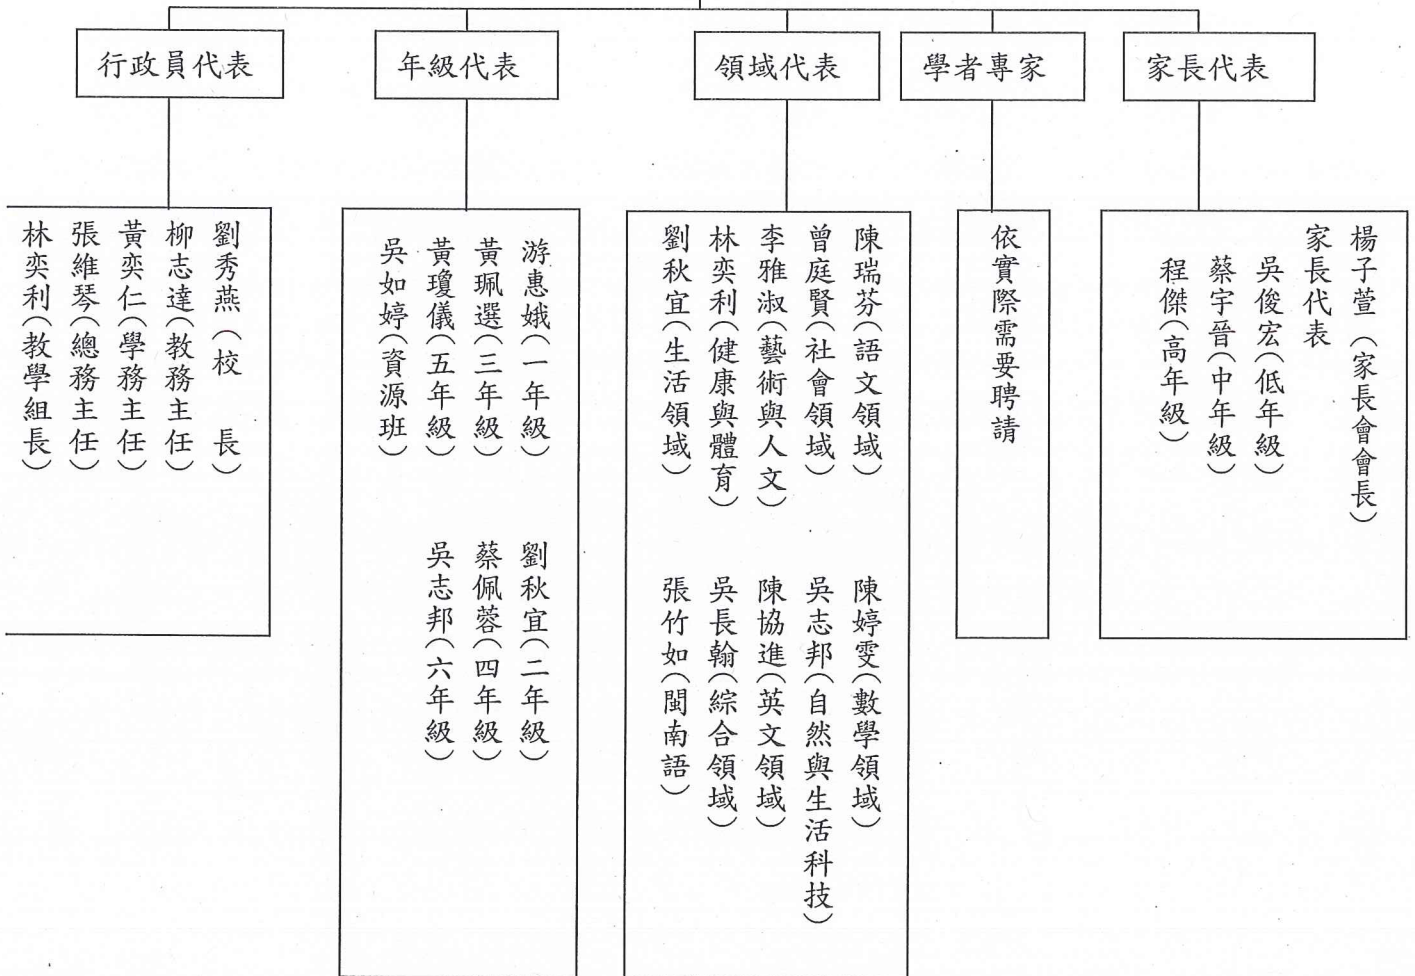 行政員代表
年級代表
領域代表
學者專家
家長代表
楊子萱（家長會會長）
家長代表
吳俊宏（低年級）
蔡宇晉（中年級）
程傑（高年級）
依實際需要聘請
陳瑞芬（語文領域）
陳婷雯（數學領域）
曾庭賢（社會領域）
吳志邦（自然與生活科技）
李雅淑（藝術與人文）
陳協進（英文領域）
林奕利（健康與體育）
吳長翰（綜合領域）
劉秋宜（生活領域）
張竹如（閩南語）
游惠娥（一年級）
劉秋宜（二年級）
黃珮選（三年級）
蔡佩蓉（四年級）
黃瓊儀（五年級）
吳志邦（六年級）
吳如婷（資源班）
劉秀燕（校 長）
柳志達（教務主任）
黃奕仁（學務主任）
張維琴（總務主任）
林奕利（教學組長）